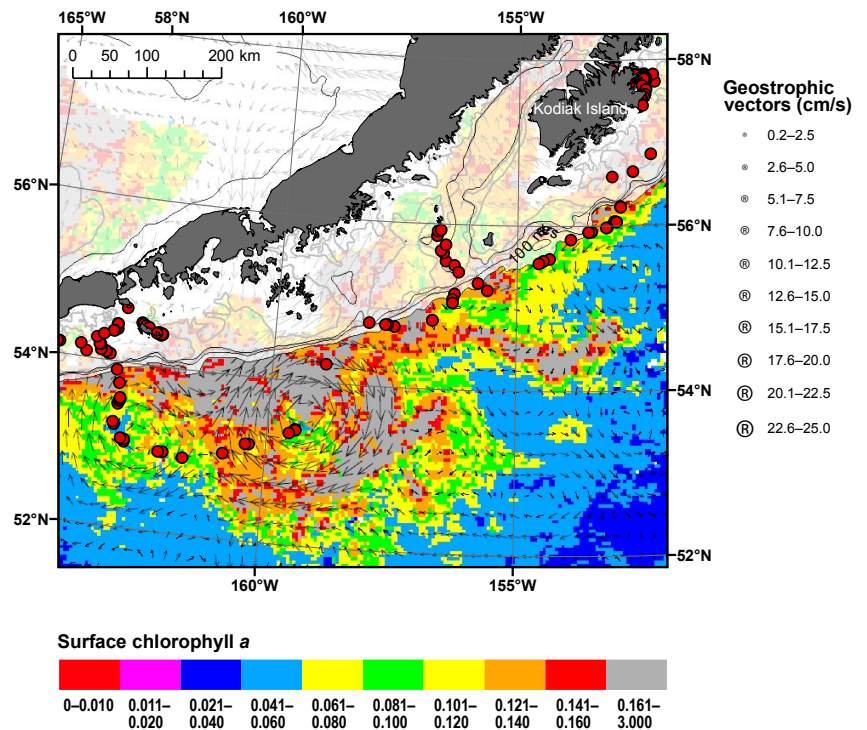 165°W 58°N 160°W 155°W
0 50 100 200 km
58°N
Kodiak Island
56°N
56°N
100 fms
54°N
54°N
52°N
52°N
160°W 155°W
Geostrophic
vectors (cm/s)
® 0.2–2.5
® 2.6–5.0
® 5.1–7.5
® 7.6–10.0
® 10.1–12.5
® 12.6–15.0
® 15.1–17.5
® 17.6–20.0
® 20.1–22.5
® 22.6–25.0
Surface chlorophyll a
0–0.010 0.011– 0.021– 0.041– 0.061– 0.081– 0.101– 0.121– 0.141– 0.161–
0.020 0.040 0.060 0.080 0.100 0.120 0.140 0.160 3.000